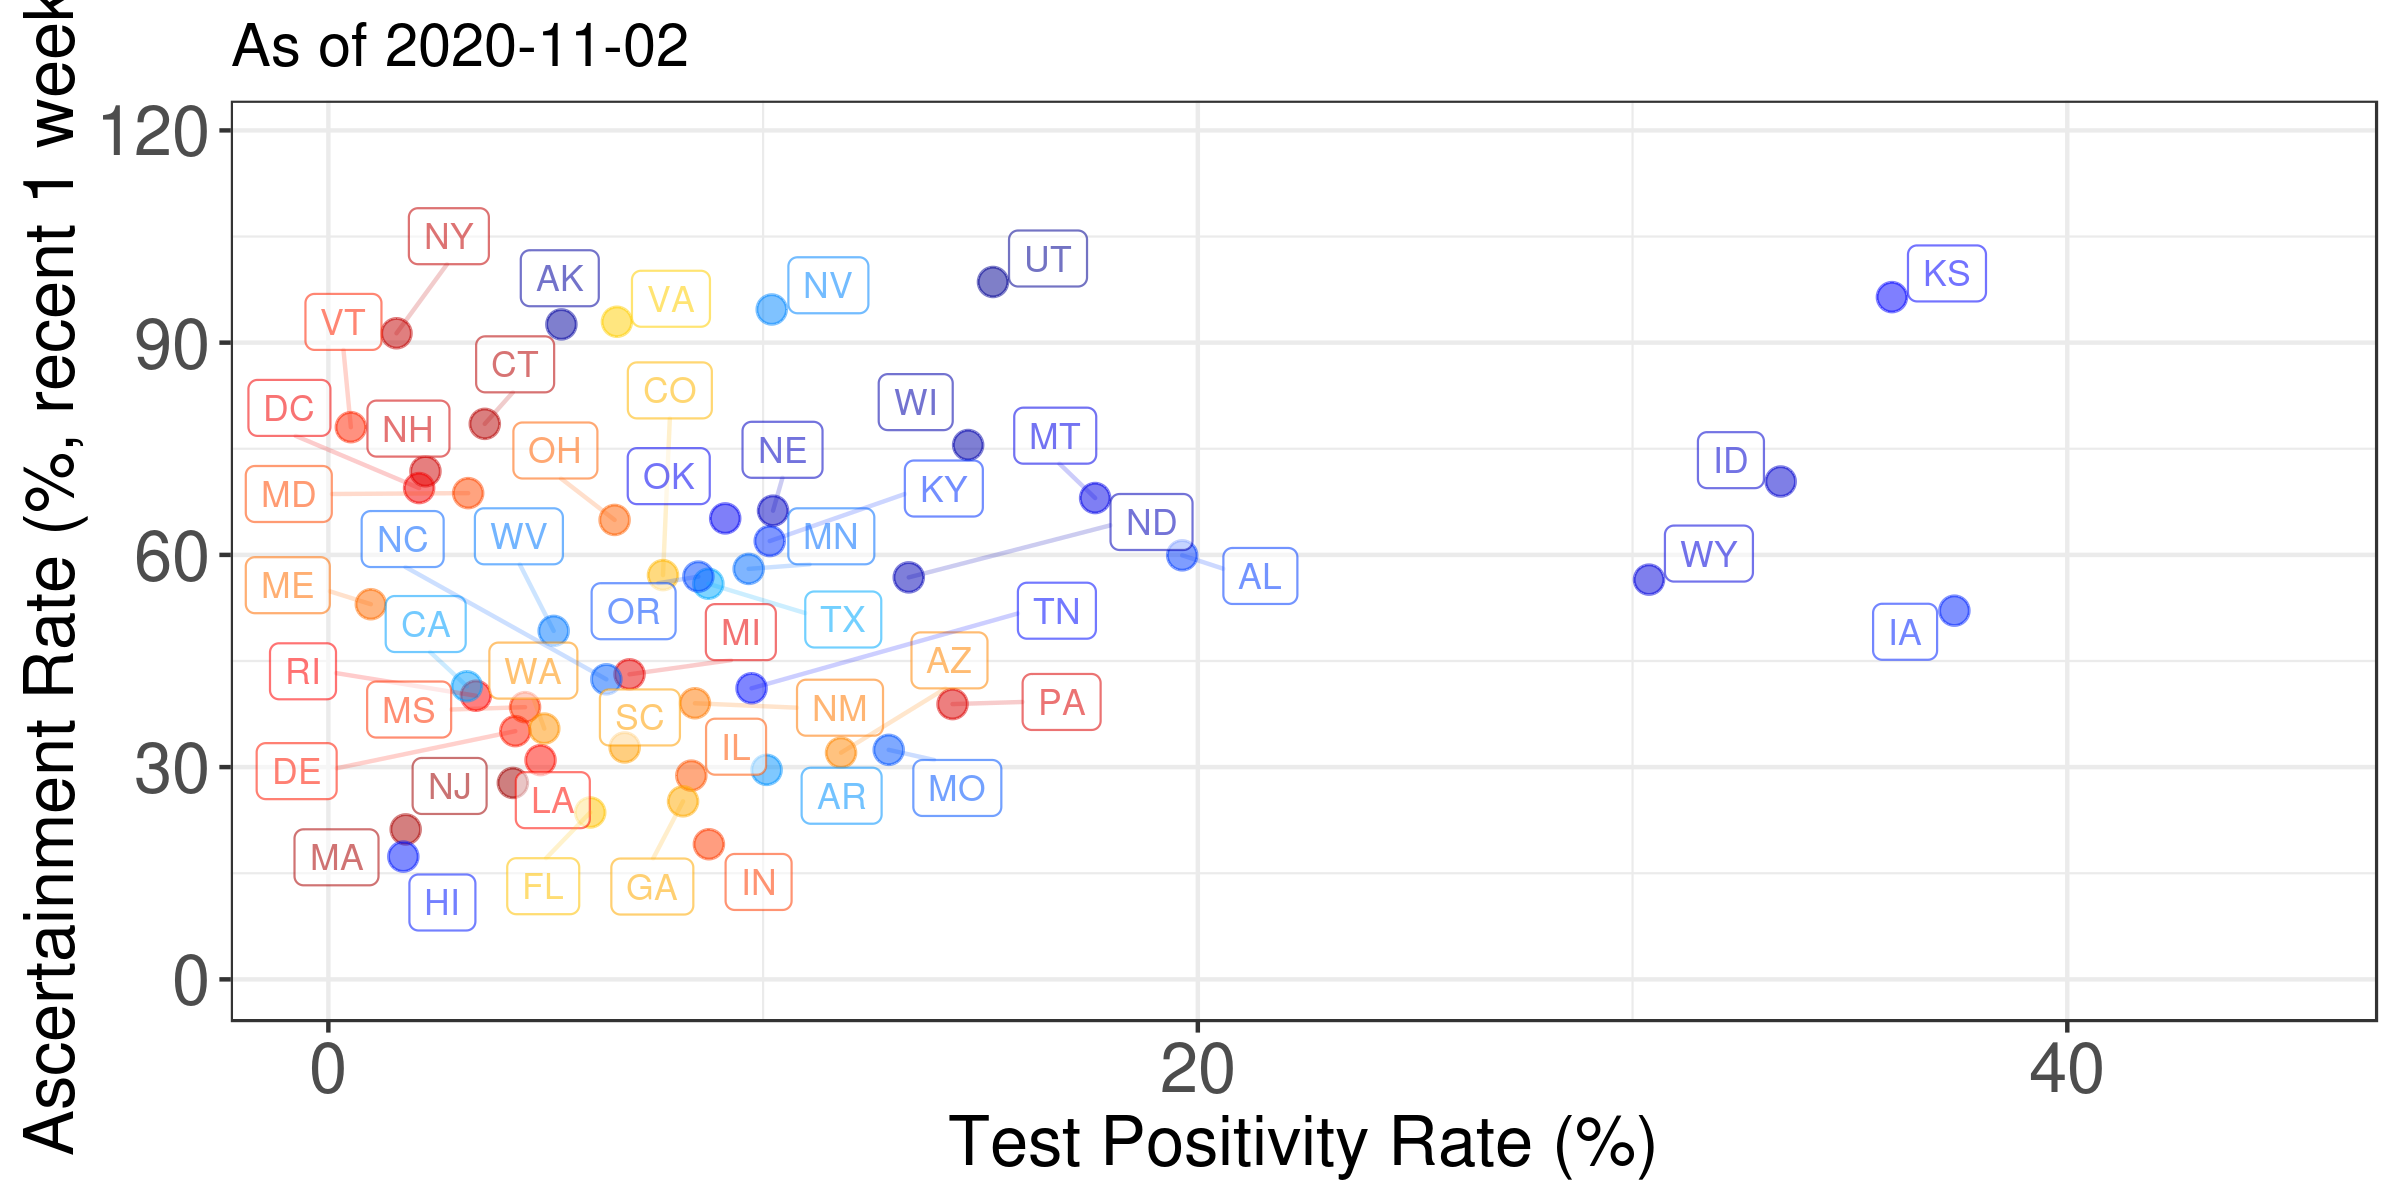 As of 2020-11-02
Ascertainment Rate (%, recent 1 week
120
90
60
30
0
NY
UT
KS
AK
VA
NV
VT
CT
CO
DC
NH
WI
MT
OH
NE
ID
OK
KY
MD
ND
NC
WV
MN
WY
ME
AL
CA
OR
TX
TN
MI
IA
RI
WA
AZ
MS
SC
NM
PA
IL
DE
NJ
LA
AR
MO
MA
HI
FL
GA
IN
0
20
40
Test Positivity Rate (%)